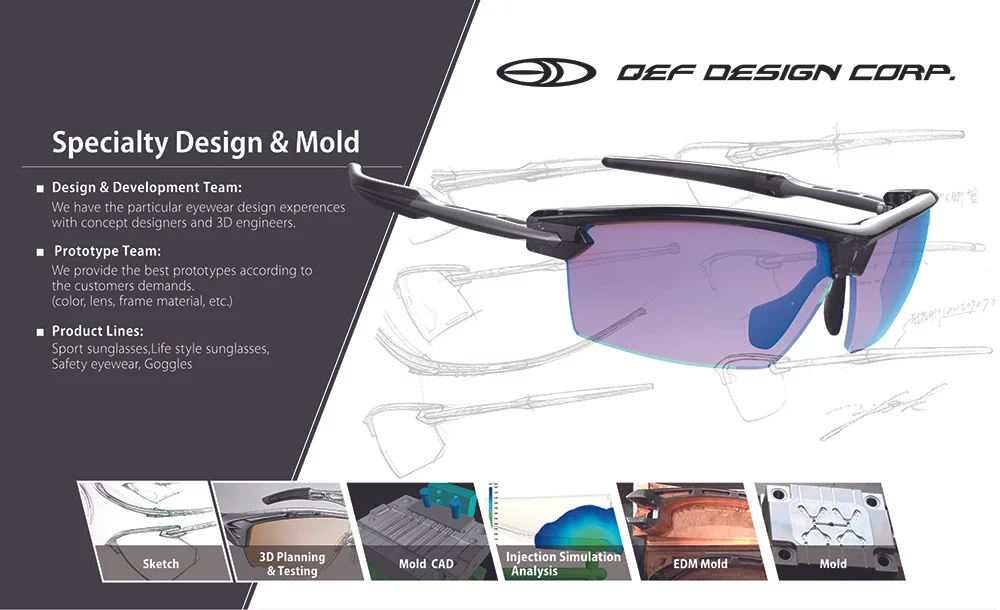 DEF DESIGN CORP.
Specialty Design & Mold
Design & Development Team:
We have the particular eyewear design experences
with concept designers and 3D engineers.
Prototype Team:
We provide the best prototypes according to
the customers demands.
(color, lens, frame material, etc.)
Product Lines:
Sport sunglasses,Life style sunglasses,
Safety eyewear, Goggles
Sketch
3D Planning
& Testing
Mold CAD
Injection Simulation
Analysis
EDM Mold
Mold